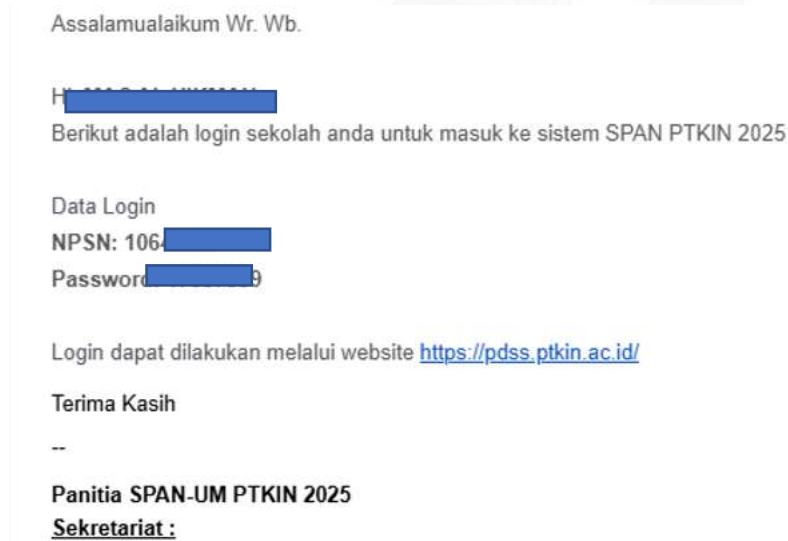 Assalamualaikum Wr. Wb.
Berikut adalah login sekolah anda untuk masuk ke sistem SPAN PTKIN 2025
Data Login
NPSN: 106
Password
Login dapat dilakukan melalui website https://pdss.ptkin.ac.id/
Terima Kasih
--
Panitia SPAN-UM PTKIN 2025
Sekretariat :